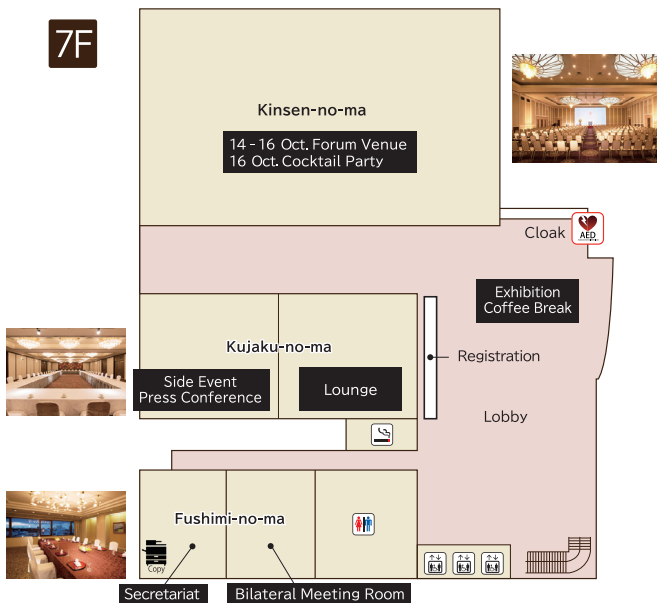 7F
Kinsen-no-ma
14 - 16 Oct. Forum Venue
16 Oct. Cocktail Party
Cloak
AED
Exhibition
Coffee Break
Kujaku-no-ma
Registration
Side Event
Press Conference
Lounge
Lobby
Fushimi-no-ma
Copy
Secretariat
Bilateral Meeting Room